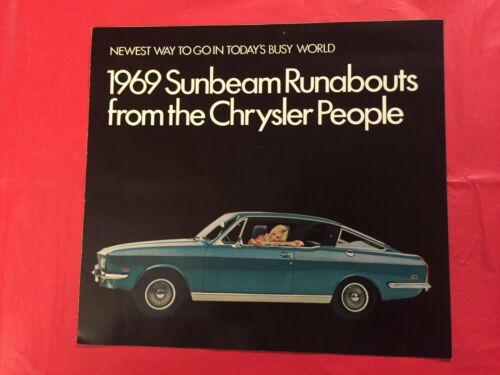 NEWEST WAY TO GO IN TODAY'S BUSY WORLD
1969 Sunbeam Runabouts
from the Chrysler People